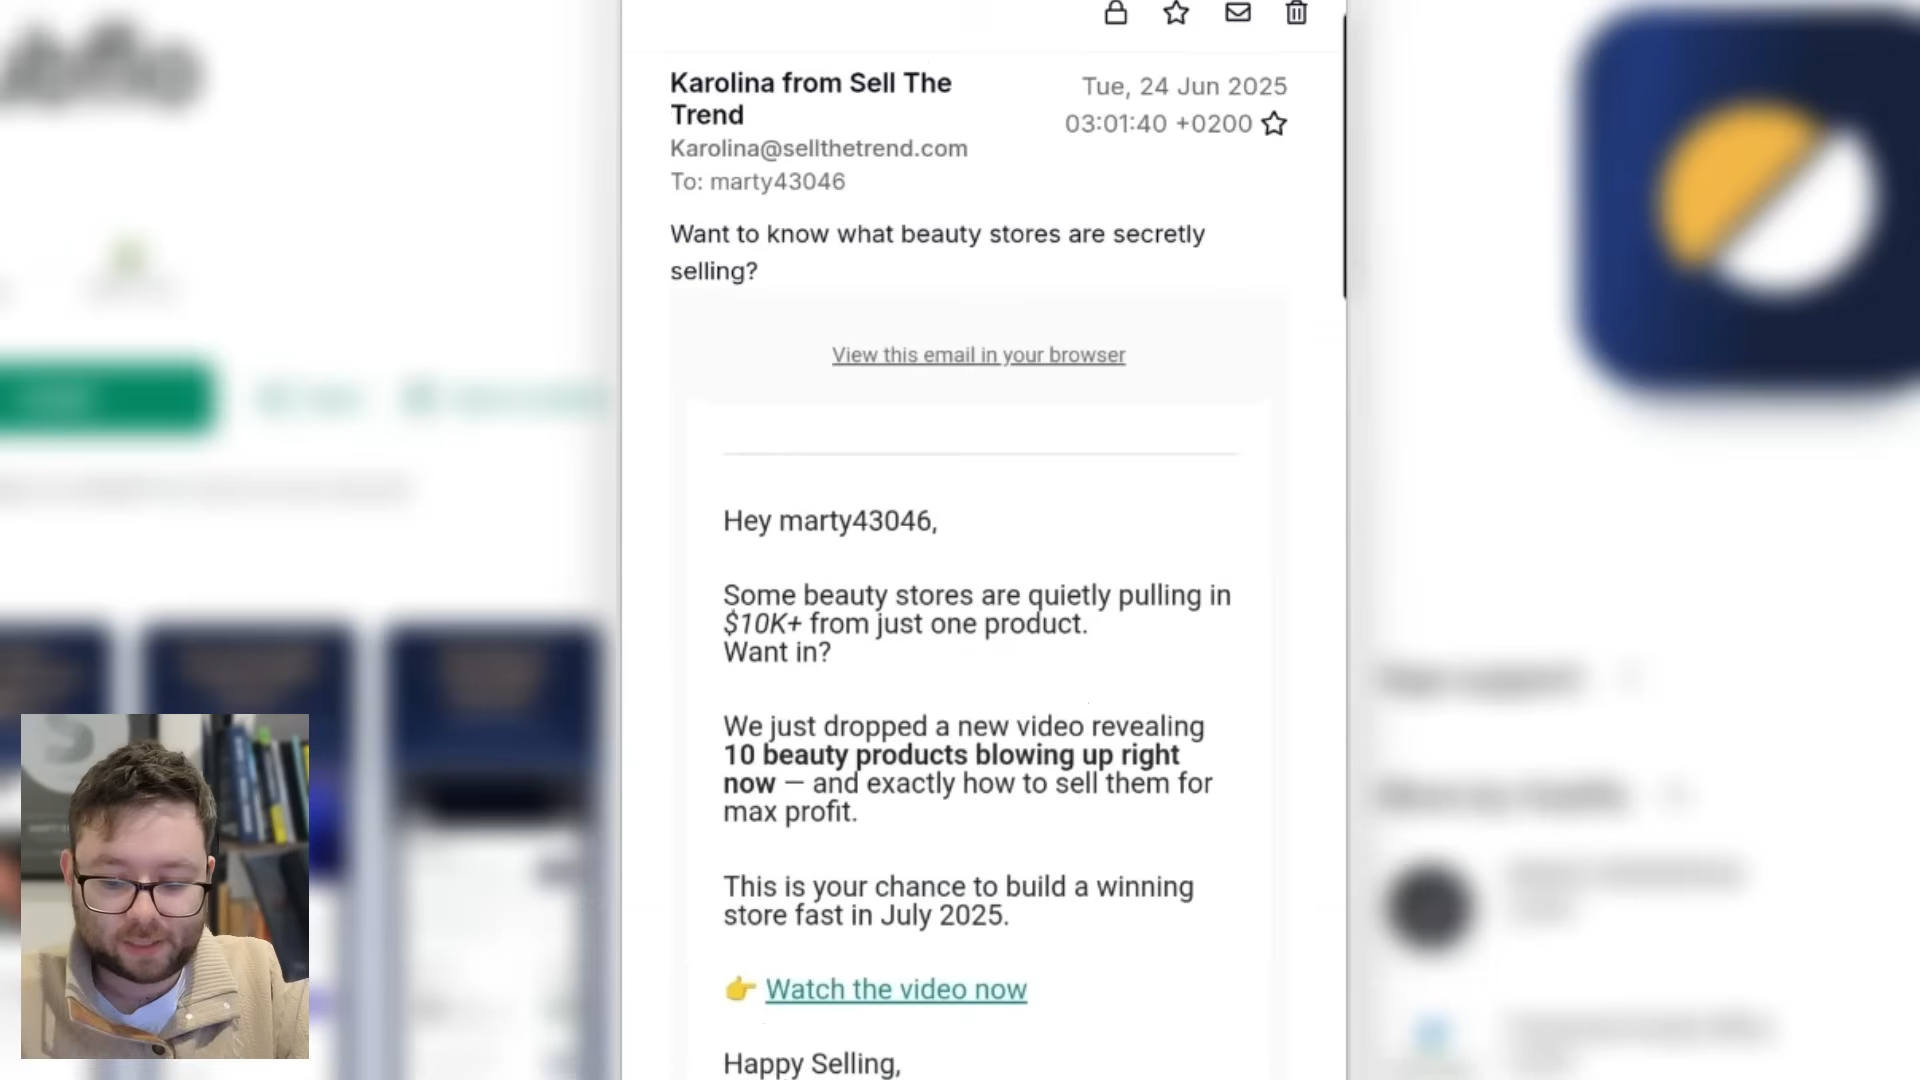 Karolina from Sell The
Trend
Tue, 24 Jun 2025
03:01:40 +0200
Karolina@sellthetrend.com
To: marty43046
Want to know what beauty stores are secretly
selling?
View this email in your browser
Hey marty43046,
Some beauty stores are quietly pulling in
$10K+ from just one product.
Want in?
We just dropped a new video revealing
10 beauty products blowing up right
now — and exactly how to sell them for
max profit.
This is your chance to build a winning
store fast in July 2025.
👉 Watch the video now
Happy Selling,